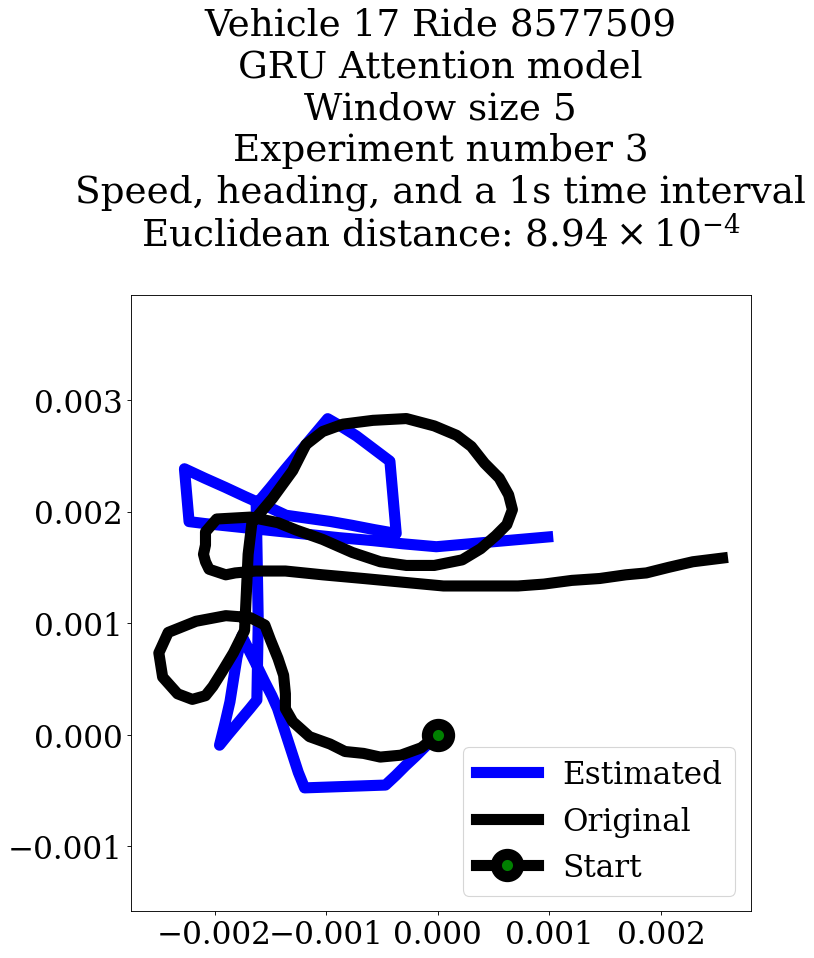 Vehicle 17 Ride 8577509
GRU Attention model
Window size 5
Experiment number 3
Speed, heading, and a 1s time interval
Euclidean distance: 8.94 × 10⁻⁴
0.003
0.002
0.001
0.000
−0.001
Estimated
Original
Start
−0.002 −0.001 0.000 0.001 0.002